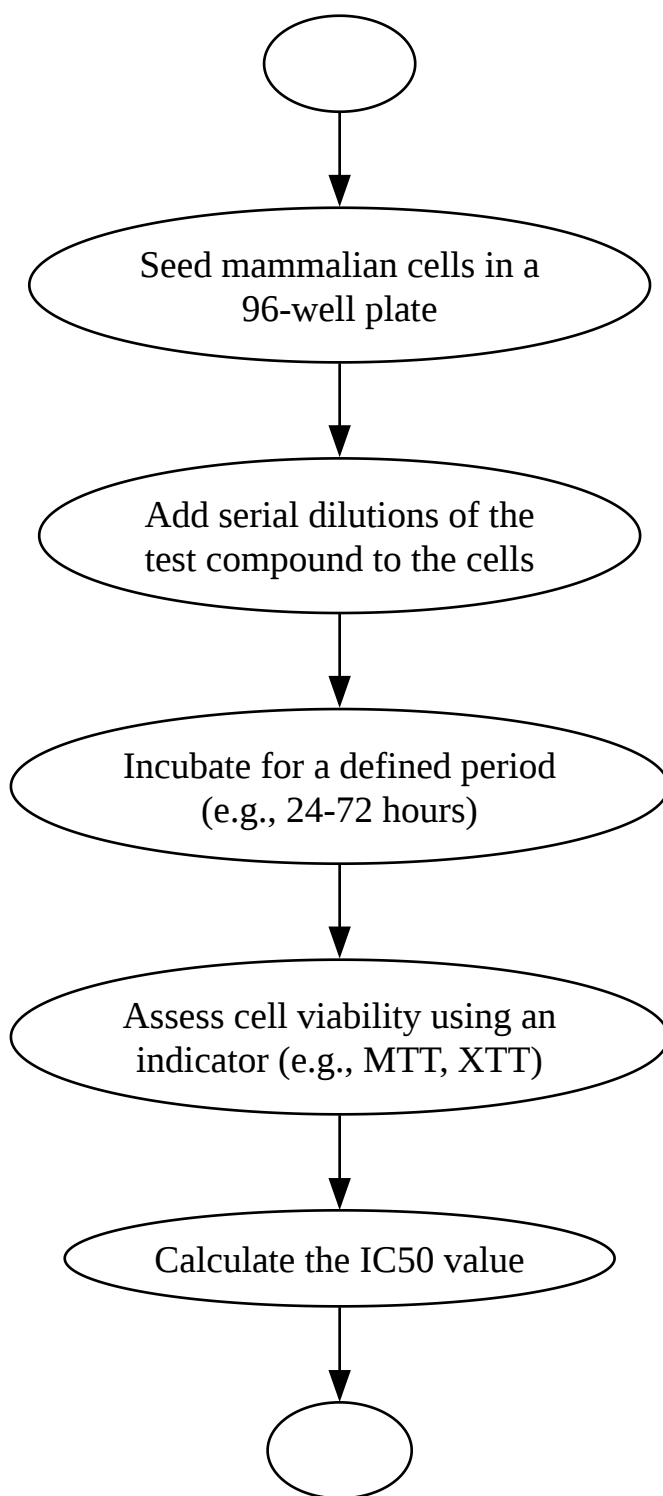 Seed mammalian cells in a
96-well plate
Add serial dilutions of the
test compound to the cells
Incubate for a defined period
(e.g., 24-72 hours)
Assess cell viability using an
indicator (e.g., MTT, XTT)
Calculate the IC50 value